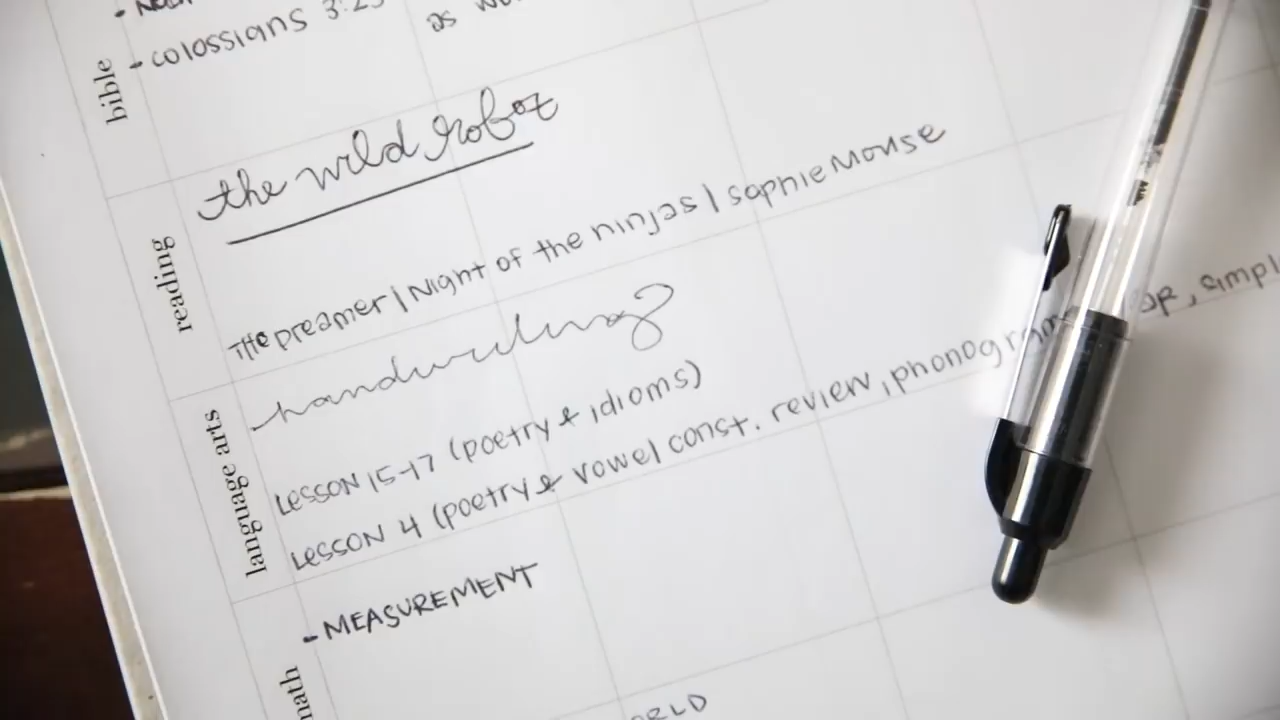 bible
- colossians 3:23
as
reading
the wild robot
THe Dreamer | Night of the ninjas | sophie Mouse
language arts
handwriting
Lesson 15-17 (poetry & idioms)
Lesson 4 (poetry & vowel const. review, phonogram
math
- MEASUREMENT